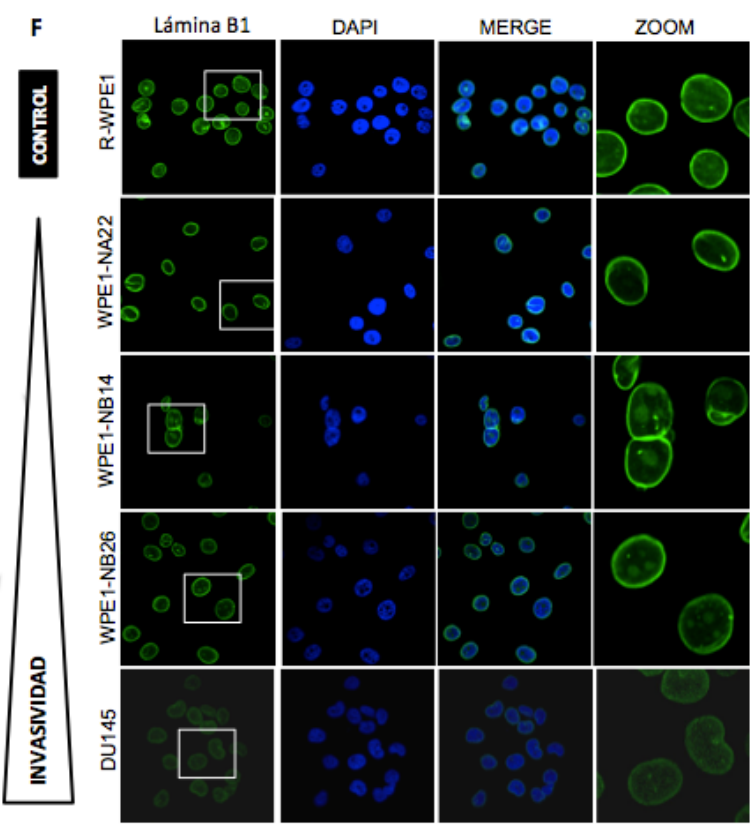 F
Lámina B1
DAPI
MERGE
ZOOM
CONTROL
R-WPE1
WPE1-NA22
WPE1-NB14
WPE1-NB26
INVASIVIDAD
DU145